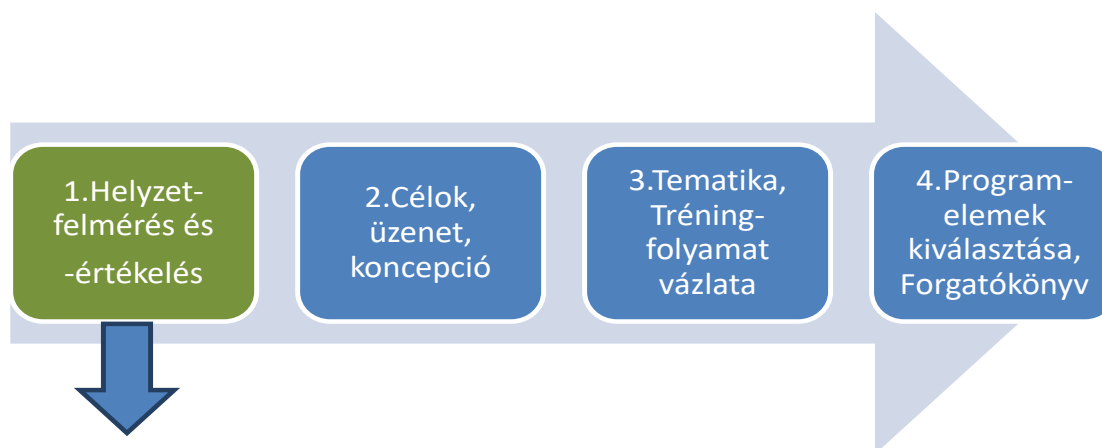 1.Helyzet-
felmérés és
-értékelés
2.Célok,
üzenet,
koncepció
3.Tematika,
Tréning-
folyamat
vázlata
4.Program-
elemek
kiválasztása,
Forgatókönyv